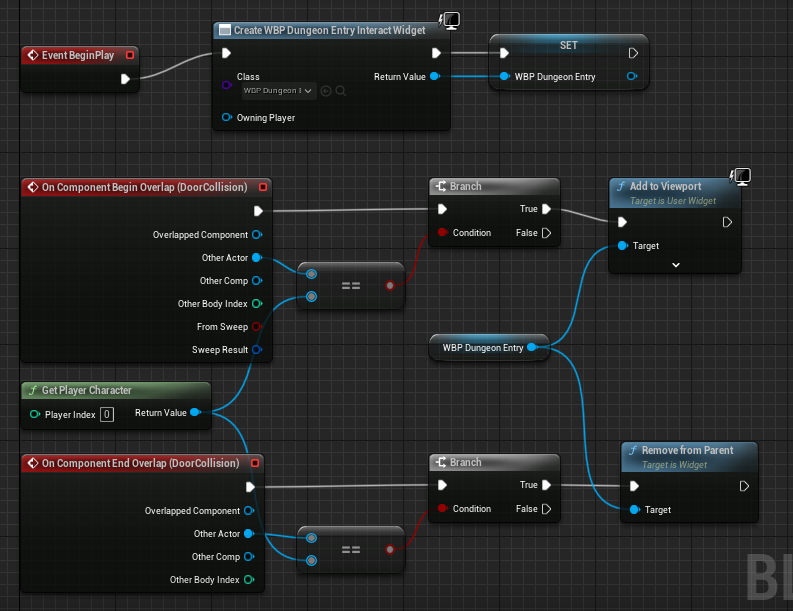 Event BeginPlay
Create WBP Dungeon Entry Interact Widget
Class
WBP Dungeon E
Return Value
Owning Player
SET
WBP Dungeon Entry
On Component Begin Overlap (DoorCollision)
Overlapped Component
Other Actor
Other Comp
Other Body Index
From Sweep
Sweep Result
==
Branch
True
Condition
False
f Add to Viewport
Target is User Widget
Target
WBP Dungeon Entry
f Get Player Character
Player Index 0
Return Value
On Component End Overlap (DoorCollision)
Overlapped Component
Other Actor
Other Comp
Other Body Index
==
Branch
True
Condition
False
f Remove from Parent
Target is Widget
Target